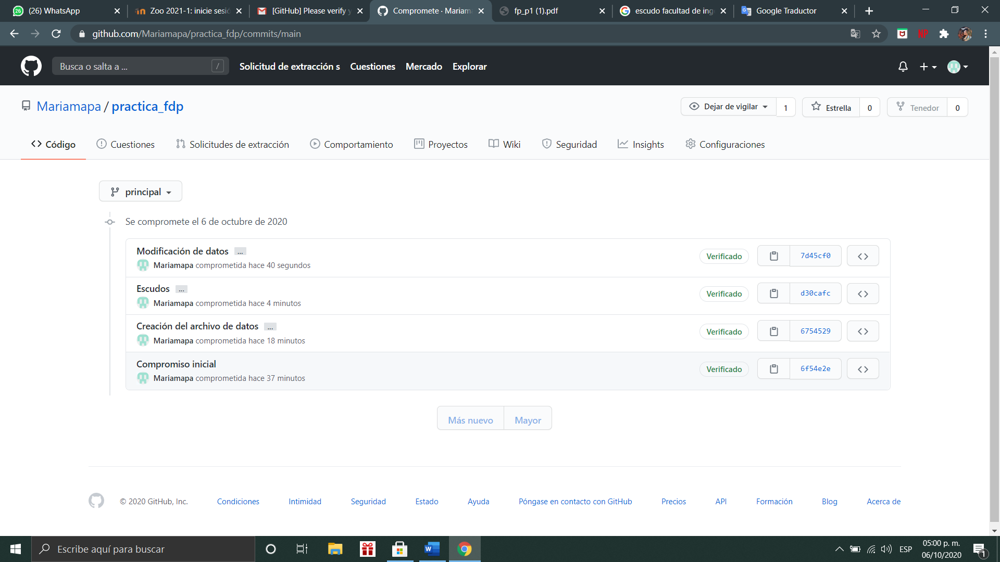 (26) WhatsApp
Zoo 2021-1: inicie sesió
[GitHub] Please verify y
Compromete · Mariama
fp_p1 (1).pdf
escudo facultad de ing
Google Traductor
github.com/Mariamapa/practica_fdp/commits/main
NP
Busca o salta a ...
/
Solicitud de extracción s
Cuestiones
Mercado
Explorar
Mariamapa / practica_fdp
Dejar de vigilar
1
Estrella
0
Tenedor
0
Código
Cuestiones
Solicitudes de extracción
Comportamiento
Proyectos
Wiki
Seguridad
Insights
Configuraciones
principal
Se compromete el 6 de octubre de 2020
Modificación de datos ...
Mariamapa comprometida hace 40 segundos
Verificado
7d45cf0
Escudos ...
Mariamapa comprometida hace 4 minutos
Verificado
d30cafc
Creación del archivo de datos ...
Mariamapa comprometida hace 18 minutos
Verificado
6754529
Compromiso inicial
Mariamapa comprometida hace 37 minutos
Verificado
6f54e2e
Más nuevo
Mayor
© 2020 GitHub, Inc.
Condiciones
Intimidad
Seguridad
Estado
Ayuda
Póngase en contacto con GitHub
Precios
API
Formación
Blog
Acerca de
Escribe aquí para buscar
ESP
05:00 p. m.
06/10/2020
1